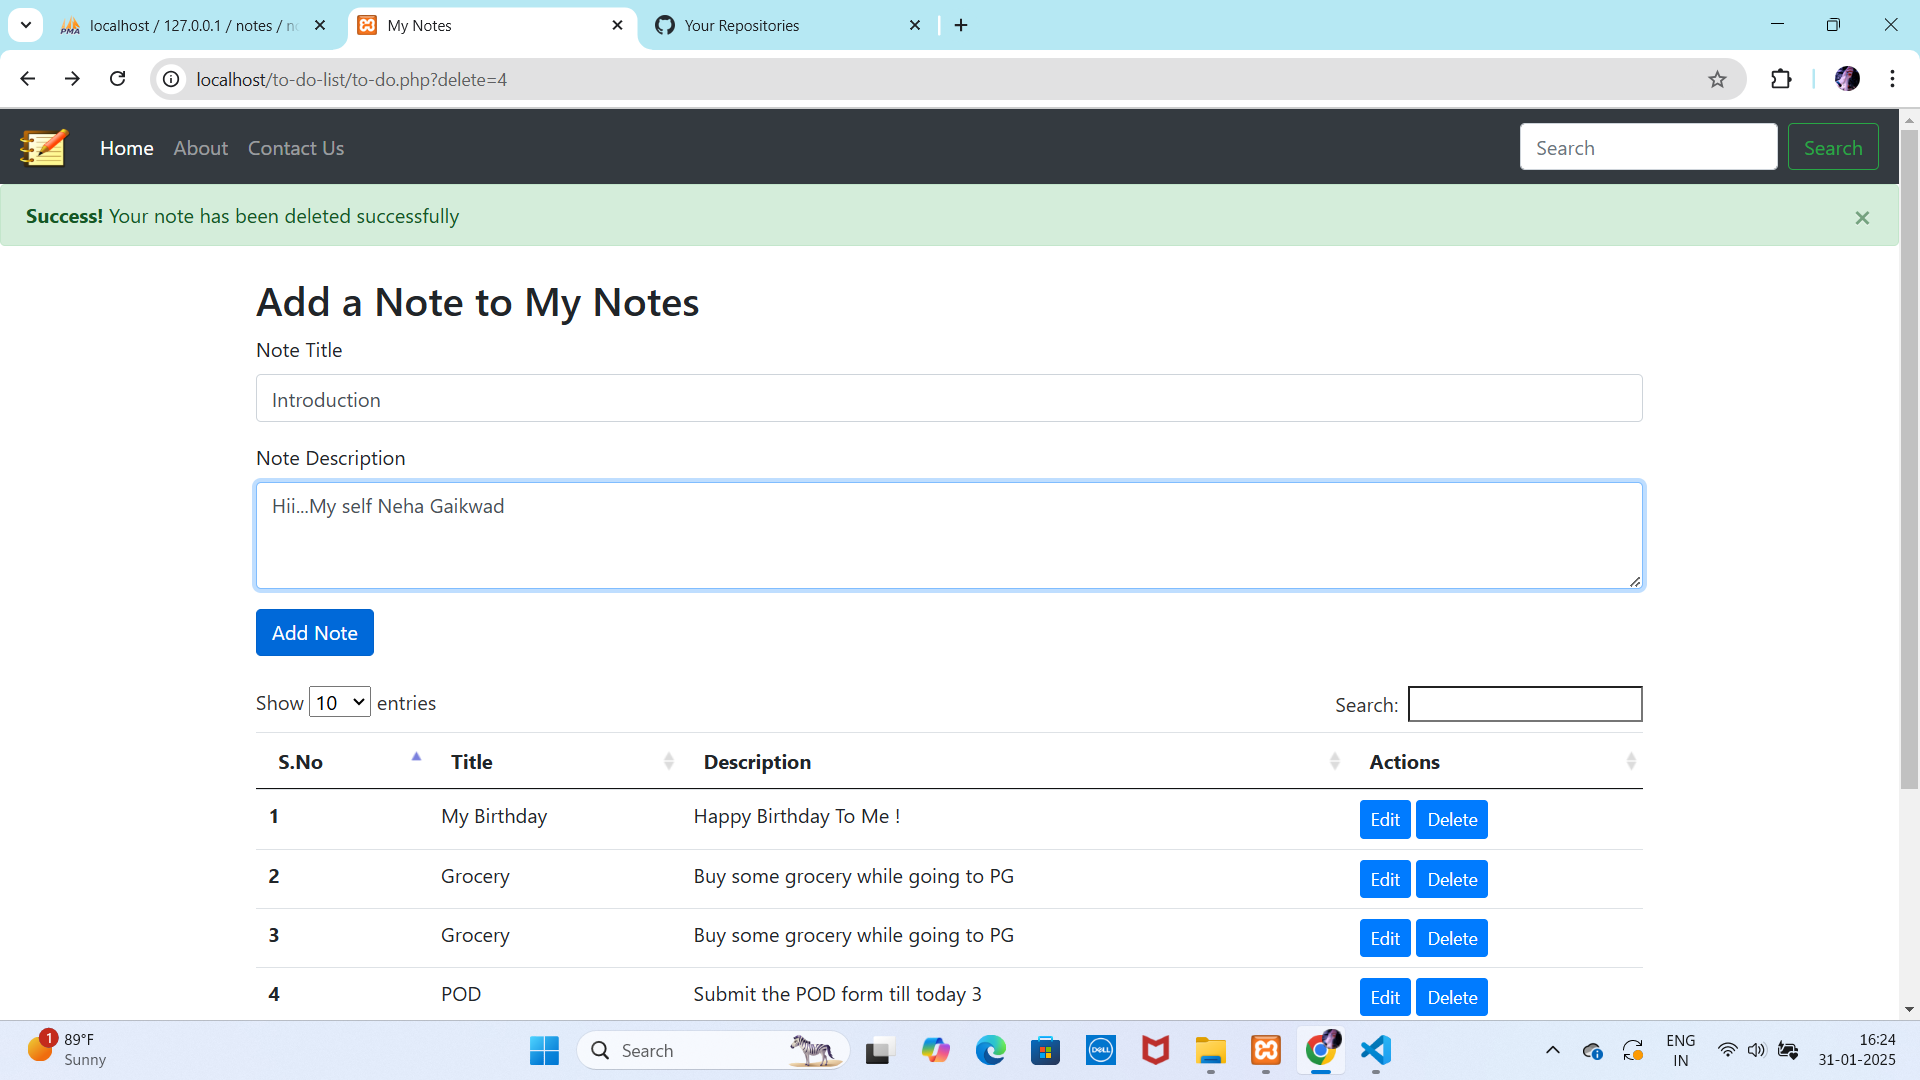 localhost / 127.0.0.1 / notes / n
My Notes
Your Repositories
localhost/to-do-list/to-do.php?delete=4
Home About Contact Us Search Search
Success! Your note has been deleted successfully ×
Add a Note to My Notes
Note Title
Introduction
Note Description
Hii...My self Neha Gaikwad
Add Note
Show 10 entries Search:
S.No Title Description Actions
1 My Birthday Happy Birthday To Me ! Edit Delete
2 Grocery Buy some grocery while going to PG Edit Delete
3 Grocery Buy some grocery while going to PG Edit Delete
4 POD Submit the POD form till today 3 Edit Delete
1 89°F
Sunny
Search
DELL
ENG
IN
16:24
31-01-2025
PMA